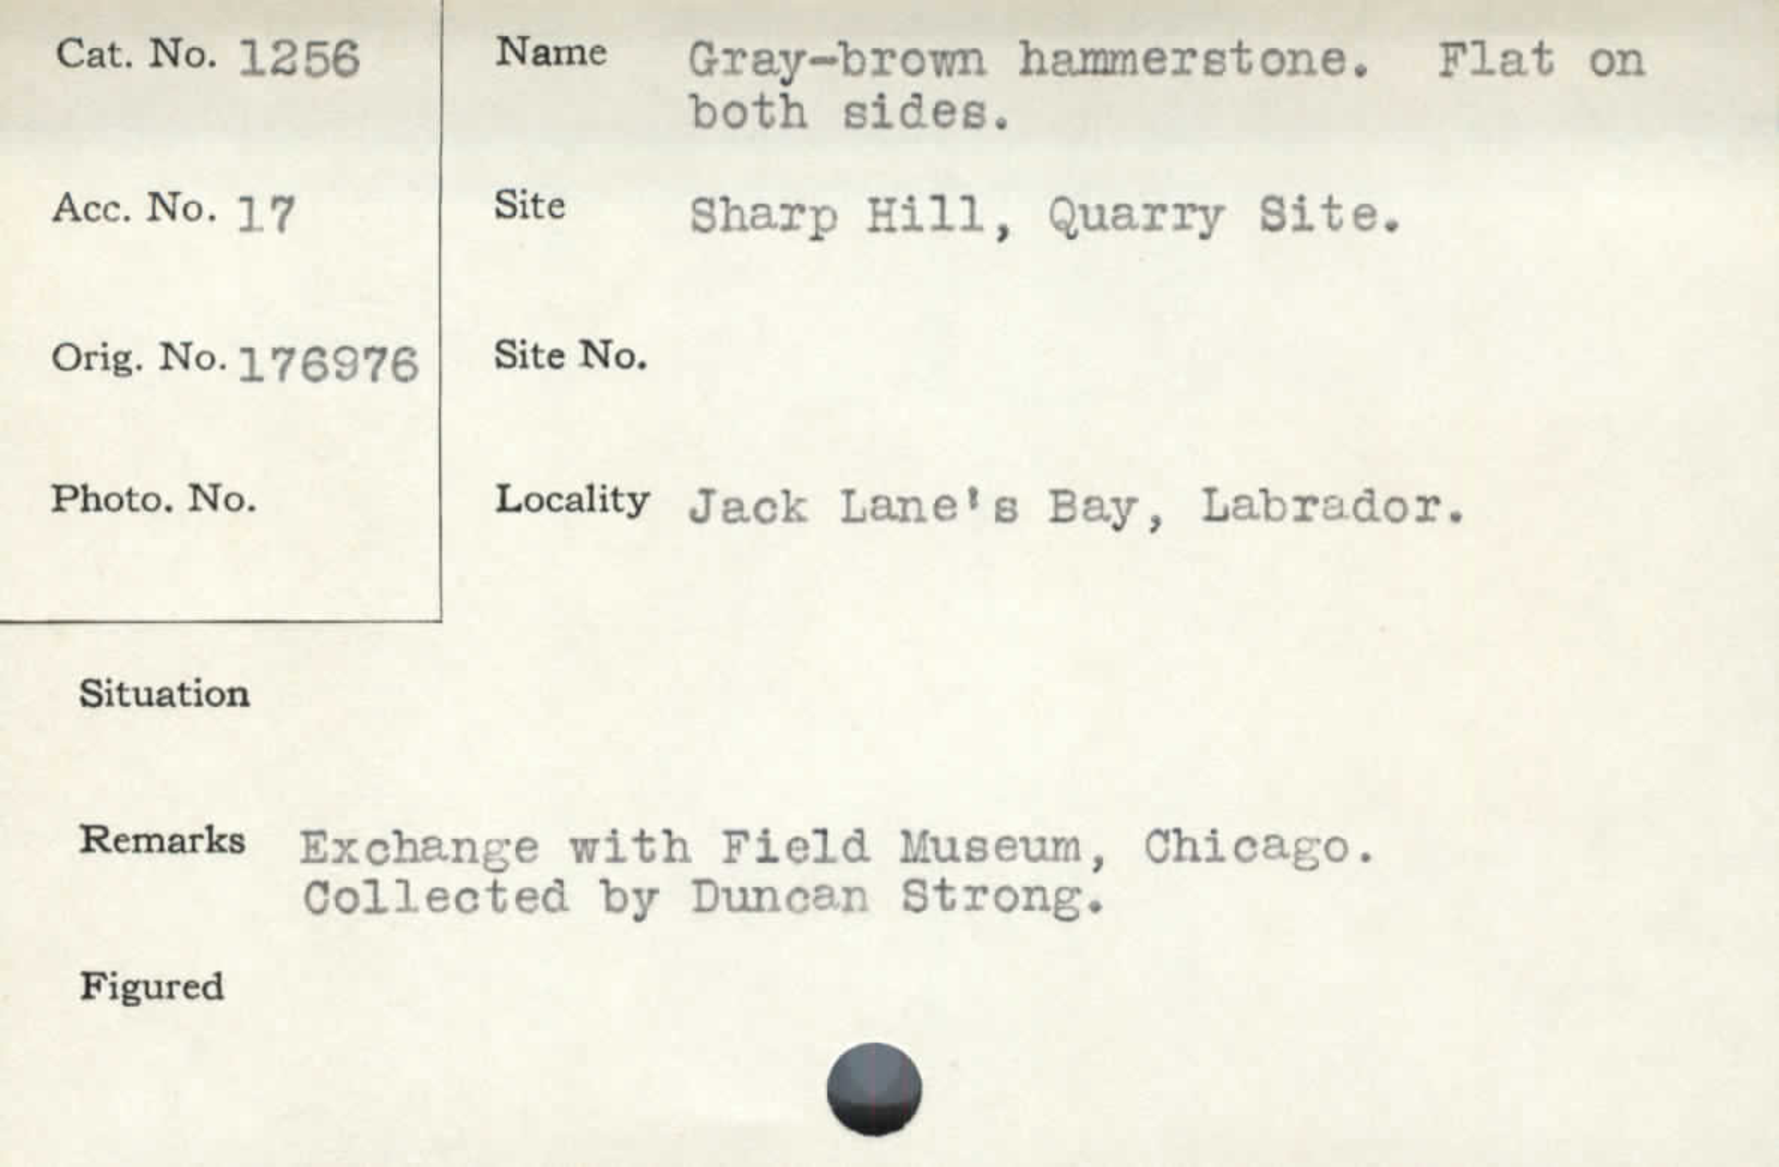 Cat. No. 1256
Name Gray-brown hammerstone. Flat on
both sides.
Acc. No. 17
Site Sharp Hill, Quarry Site.
Orig. No. 176976
Site No.
Photo. No.
Locality Jack Lane's Bay, Labrador.
Situation
Remarks Exchange with Field Museum, Chicago.
Collected by Duncan Strong.
Figured